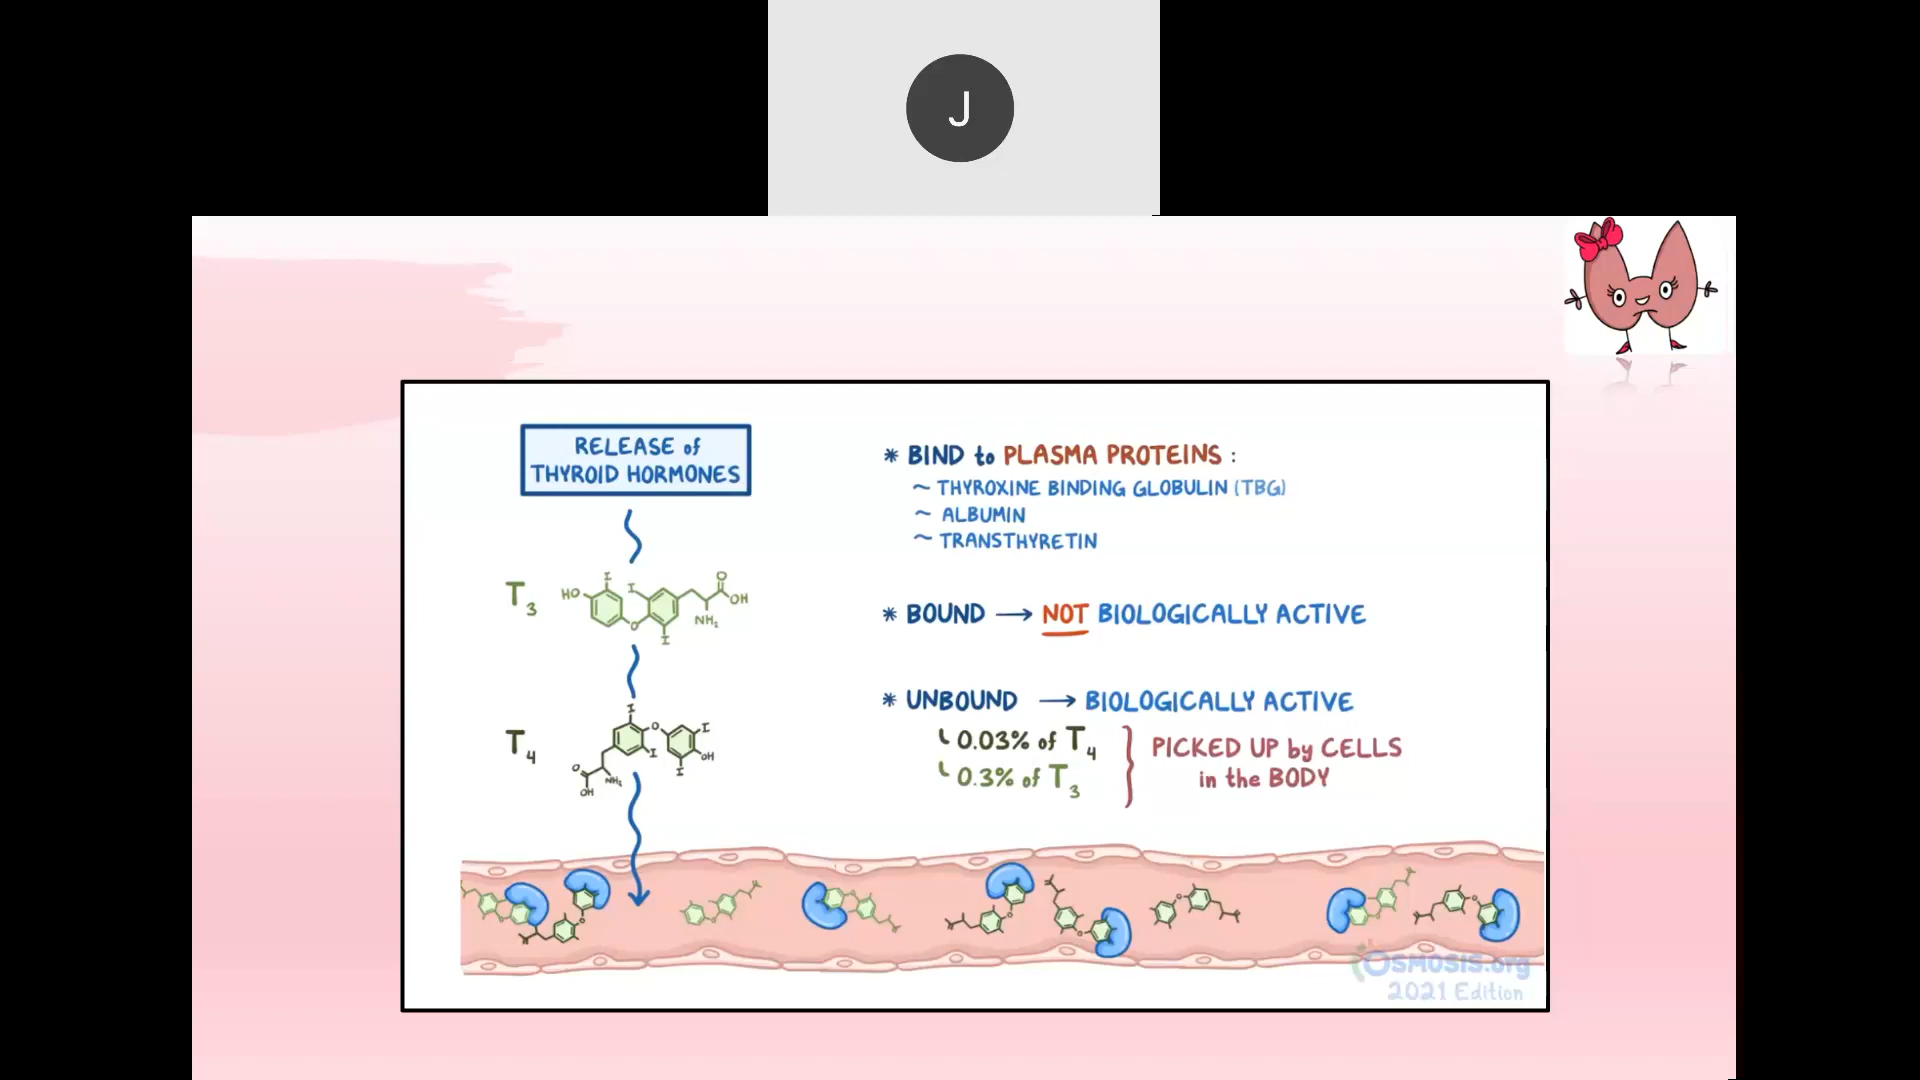 J
RELEASE of
THYROID HORMONES
* BIND to PLASMA PROTEINS :
~ THYROXINE BINDING GLOBULIN (TBG)
~ ALBUMIN
~ TRANSTHYRETIN
T3
HO
I
I
I
O
O
OH
NH2
* BOUND → NOT BIOLOGICALLY ACTIVE
* UNBOUND → BIOLOGICALLY ACTIVE
0.03% of T4
0.3% of T3
PICKED UP by CELLS
in the BODY
T4
I
O
I
I
OH
I
O
OH
NH2
OSMOSIS.org
2021 Edition